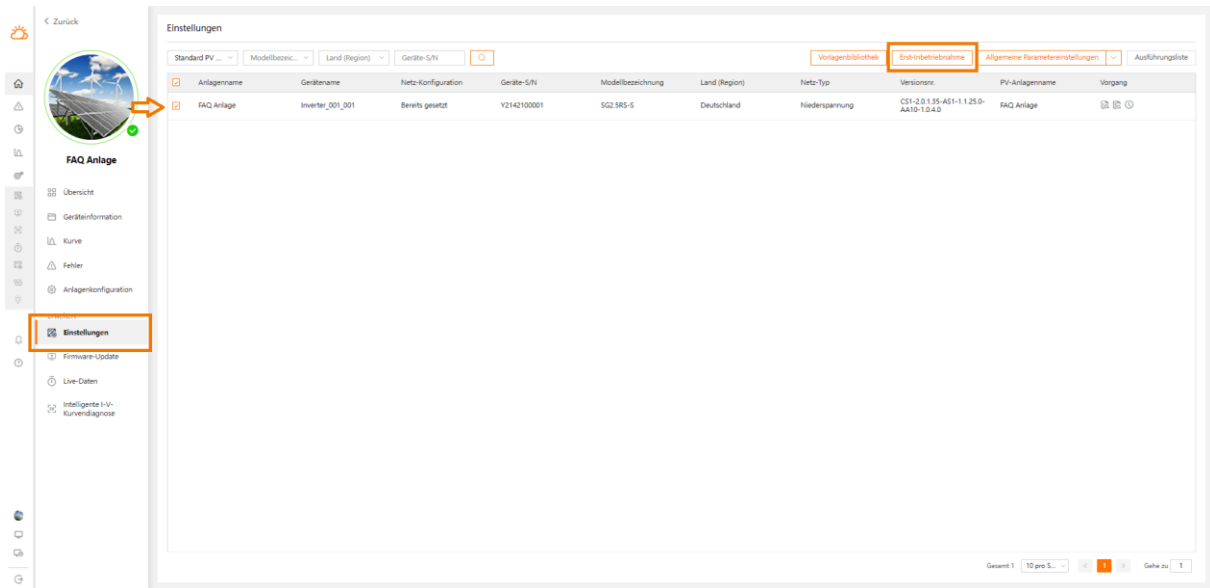 Zurück
FAQ Anlage
Übersicht
Geräteinformation
Kurve
Fehler
Anlagenkonfiguration
Einstellungen
Firmware-Update
Live-Daten
Intelligente I-V-
Kurvendiagnose
Einstellungen
Standard PV ... Modellbezeic... Land (Region) Geräte-S/N Vorlagenbibliothek Erst-Inbetriebnahme Allgemeine Parametereinstellungen Ausführungsliste
Anlagenname Gerätename Netz-Konfiguration Geräte-S/N Modellbezeichnung Land (Region) Netz-Typ Versionsnr. PV-Anlagenname Vorgang
FAQ Anlage Inverter_001_001 Bereits gesetzt Y2142100001 SG2.5RS-S Deutschland Niederspannung CS1-2.0.1.35-AS1-1.1.25.0- FAQ Anlage
AA10-1.0.4.0
Gesamt 1 10 pro S... 1 Gehe zu 1